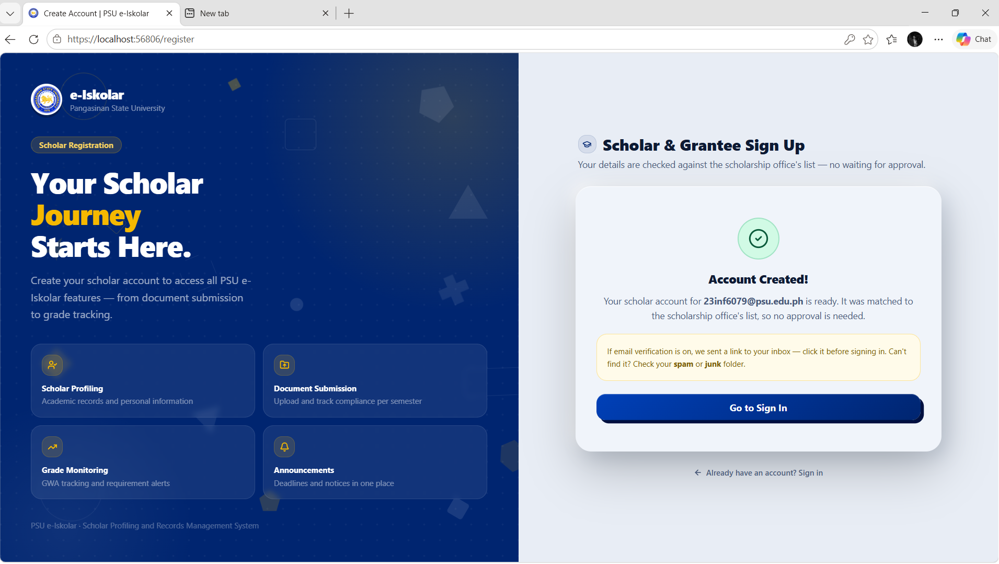 Create Account | PSU e-Iskolar
New tab
https://localhost:56806/register
Chat
e-Iskolar
Pangasinan State University
Scholar Registration
Your Scholar
Journey
Starts Here.
Create your scholar account to access all PSU e-
Iskolar features — from document submission
to grade tracking.
Scholar Profiling
Academic records and personal information
Document Submission
Upload and track compliance per semester
Grade Monitoring
GWA tracking and requirement alerts
Announcements
Deadlines and notices in one place
PSU e-Iskolar · Scholar Profiling and Records Management System
Scholar & Grantee Sign Up
Your details are checked against the scholarship office's list — no waiting for approval.
Account Created!
Your scholar account for 23inf6079@psu.edu.ph is ready. It was matched to
the scholarship office's list, so no approval is needed.
If email verification is on, we sent a link to your inbox — click it before signing in. Can't
find it? Check your spam or junk folder.
Go to Sign In
← Already have an account? Sign in